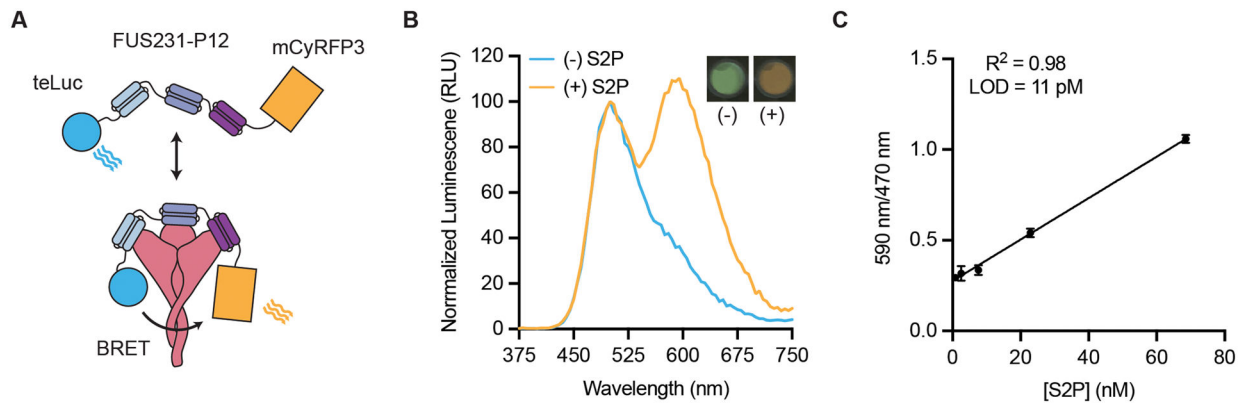 A
FUS231-P12
mCyRFP3
teLuc
BRET
B
Normalized Luminescene (RLU)
120
100
80
60
40
20
0
375
450
525
600
675
750
Wavelength (nm)
(-) S2P
(+) S2P
(-)
(+)
C
590 nm/470 nm
1.5
1.0
0.5
0.0
0
20
40
60
80
[S2P] (nM)
R² = 0.98
LOD = 11 pM